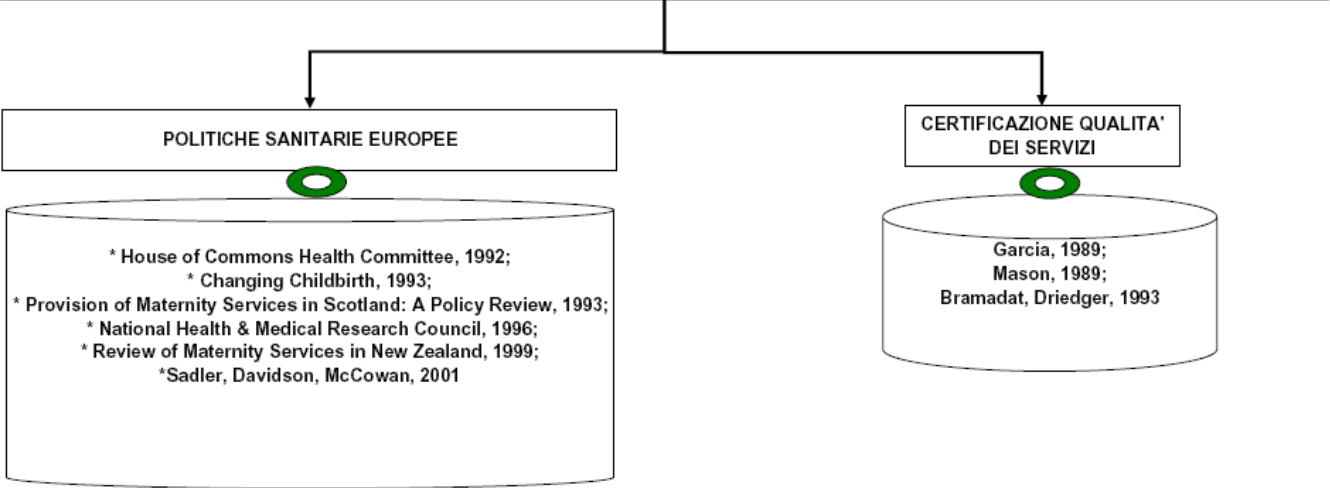 POLITICHE SANITARIE EUROPEE
* House of Commons Health Committee, 1992;
* Changing Childbirth, 1993;
* Provision of Maternity Services in Scotland: A Policy Review, 1993;
* National Health & Medical Research Council, 1996;
* Review of Maternity Services in New Zealand, 1999;
*Sadler, Davidson, McCowan, 2001
CERTIFICAZIONE QUALITA'
DEI SERVIZI
Garcia, 1989;
Mason, 1989;
Bramadat, Driedger, 1993